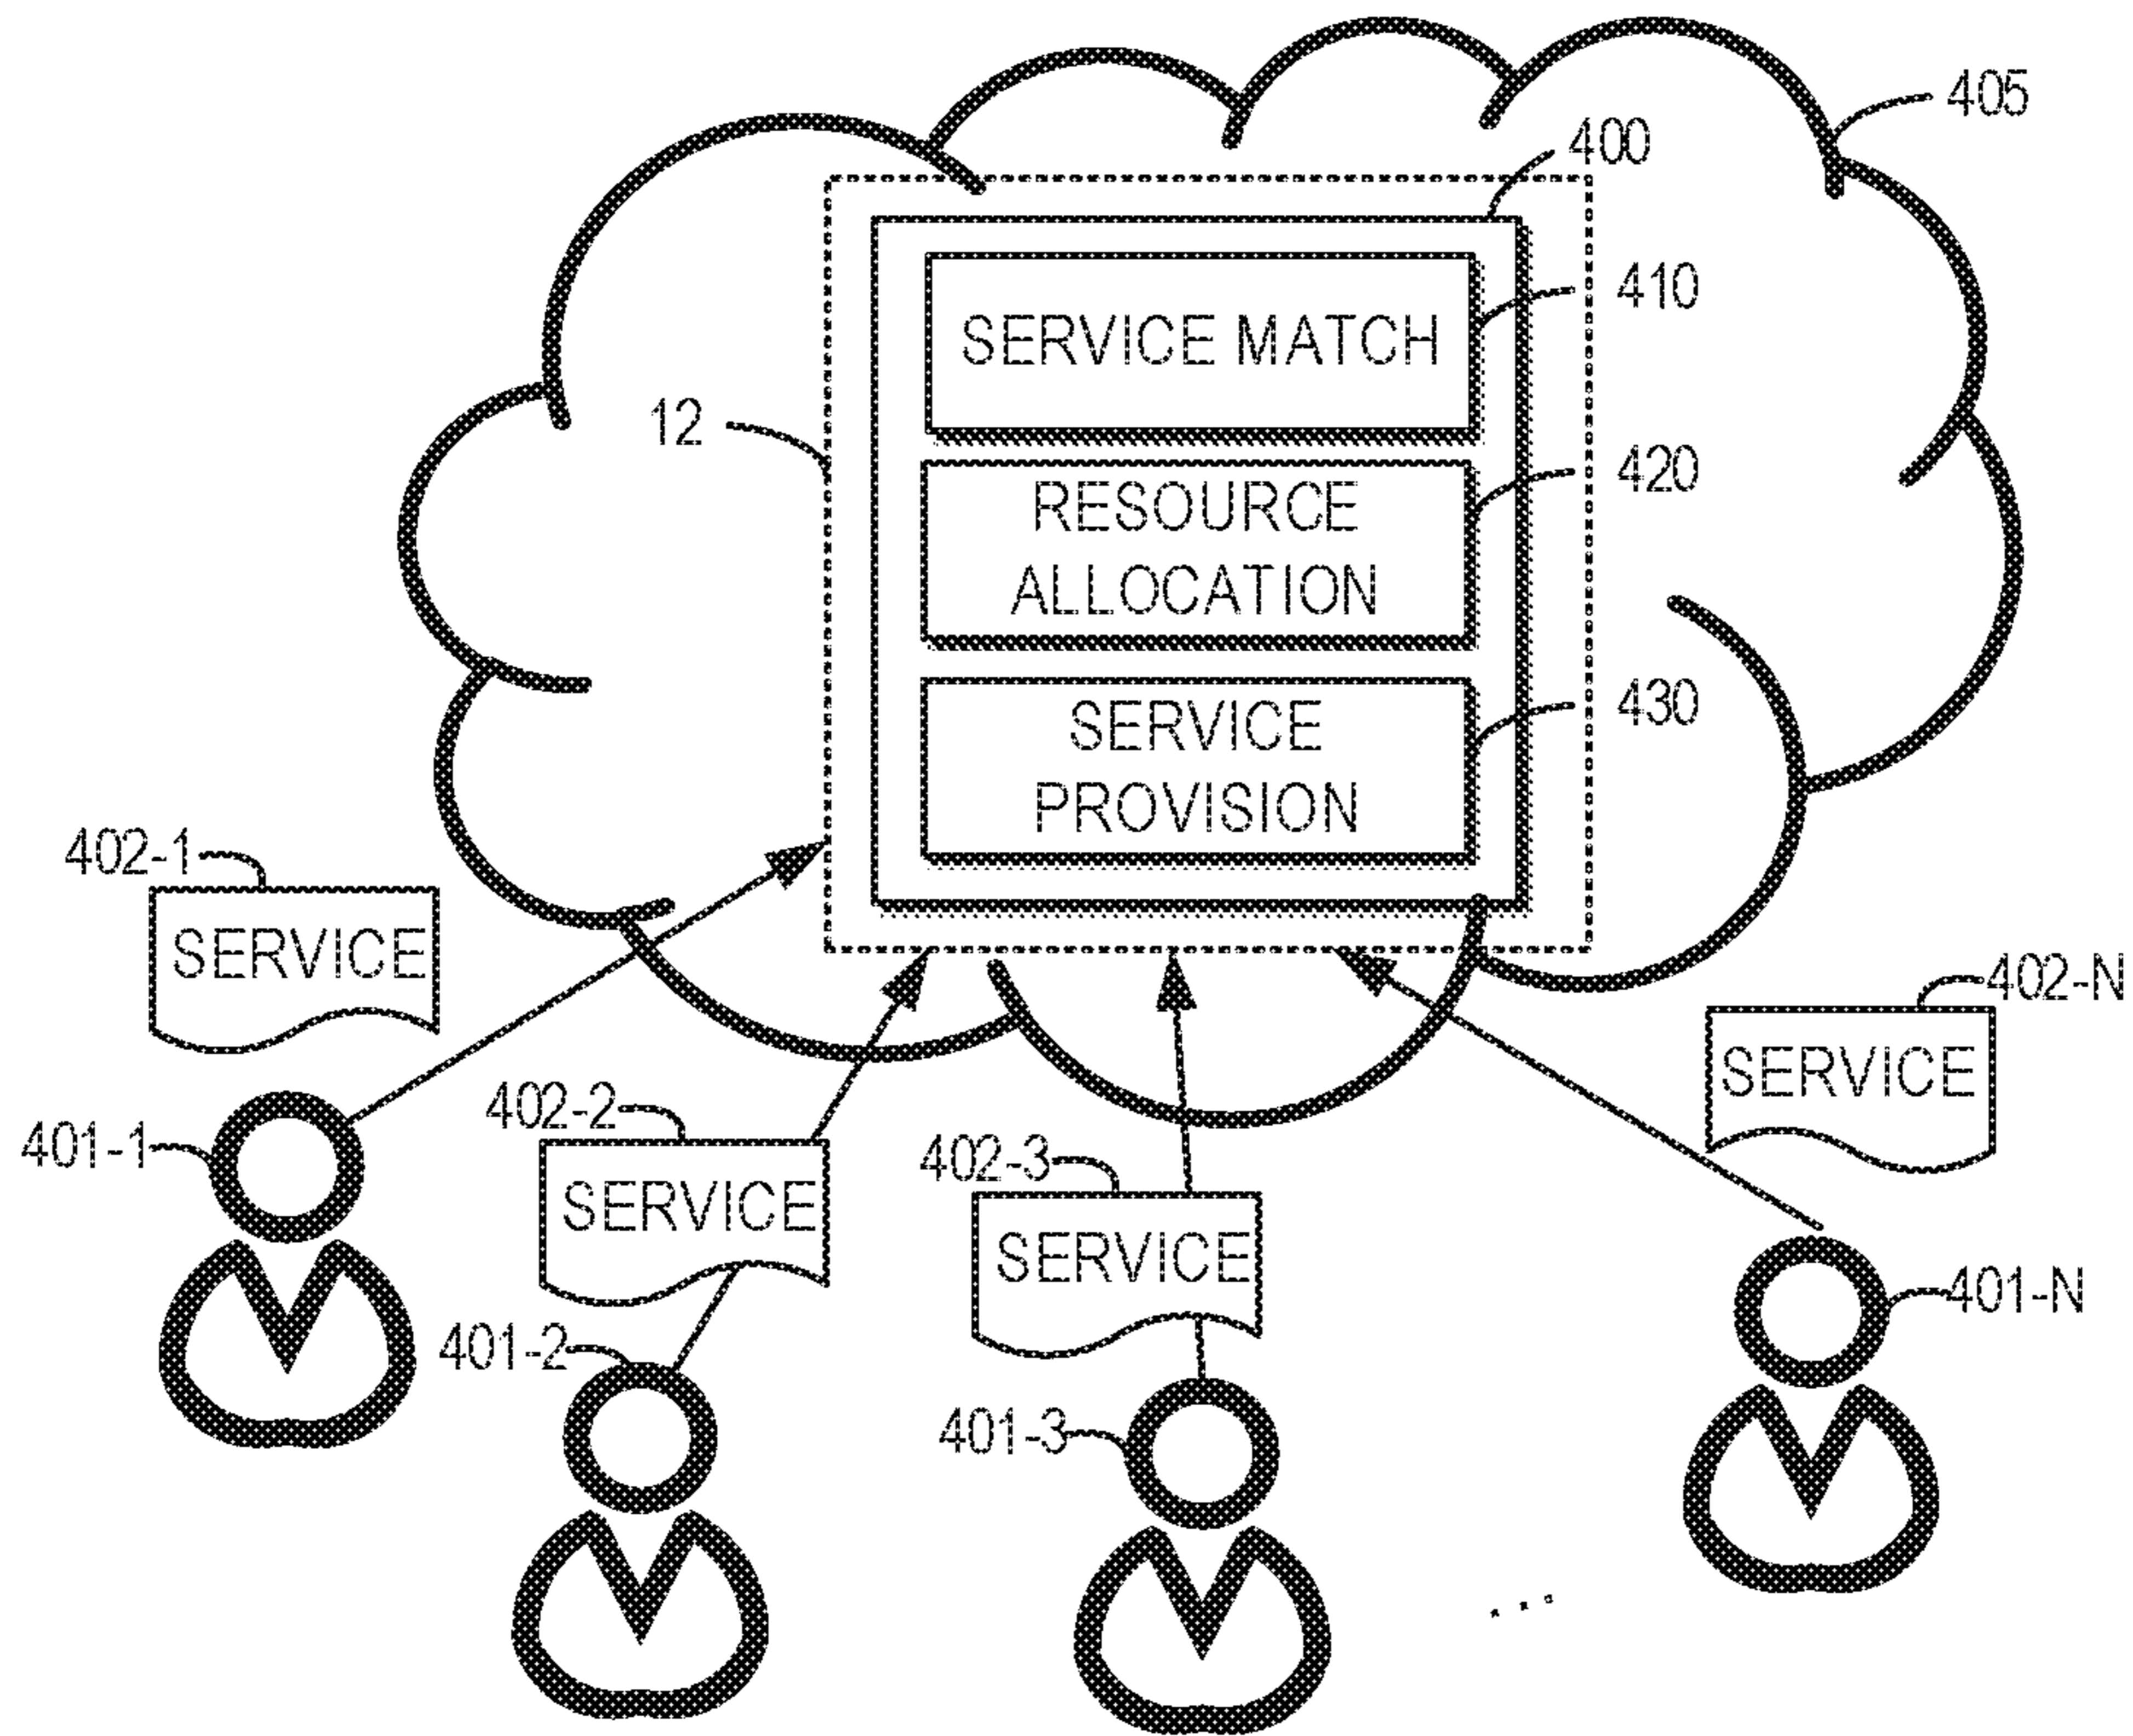 405
400
SERVICE MATCH
410
12
RESOURCE
ALLOCATION
420
SERVICE
PROVISION
430
402-1
SERVICE
402-N
SERVICE
401-1
402-2
SERVICE
402-3
SERVICE
401-N
401-2
401-3
...